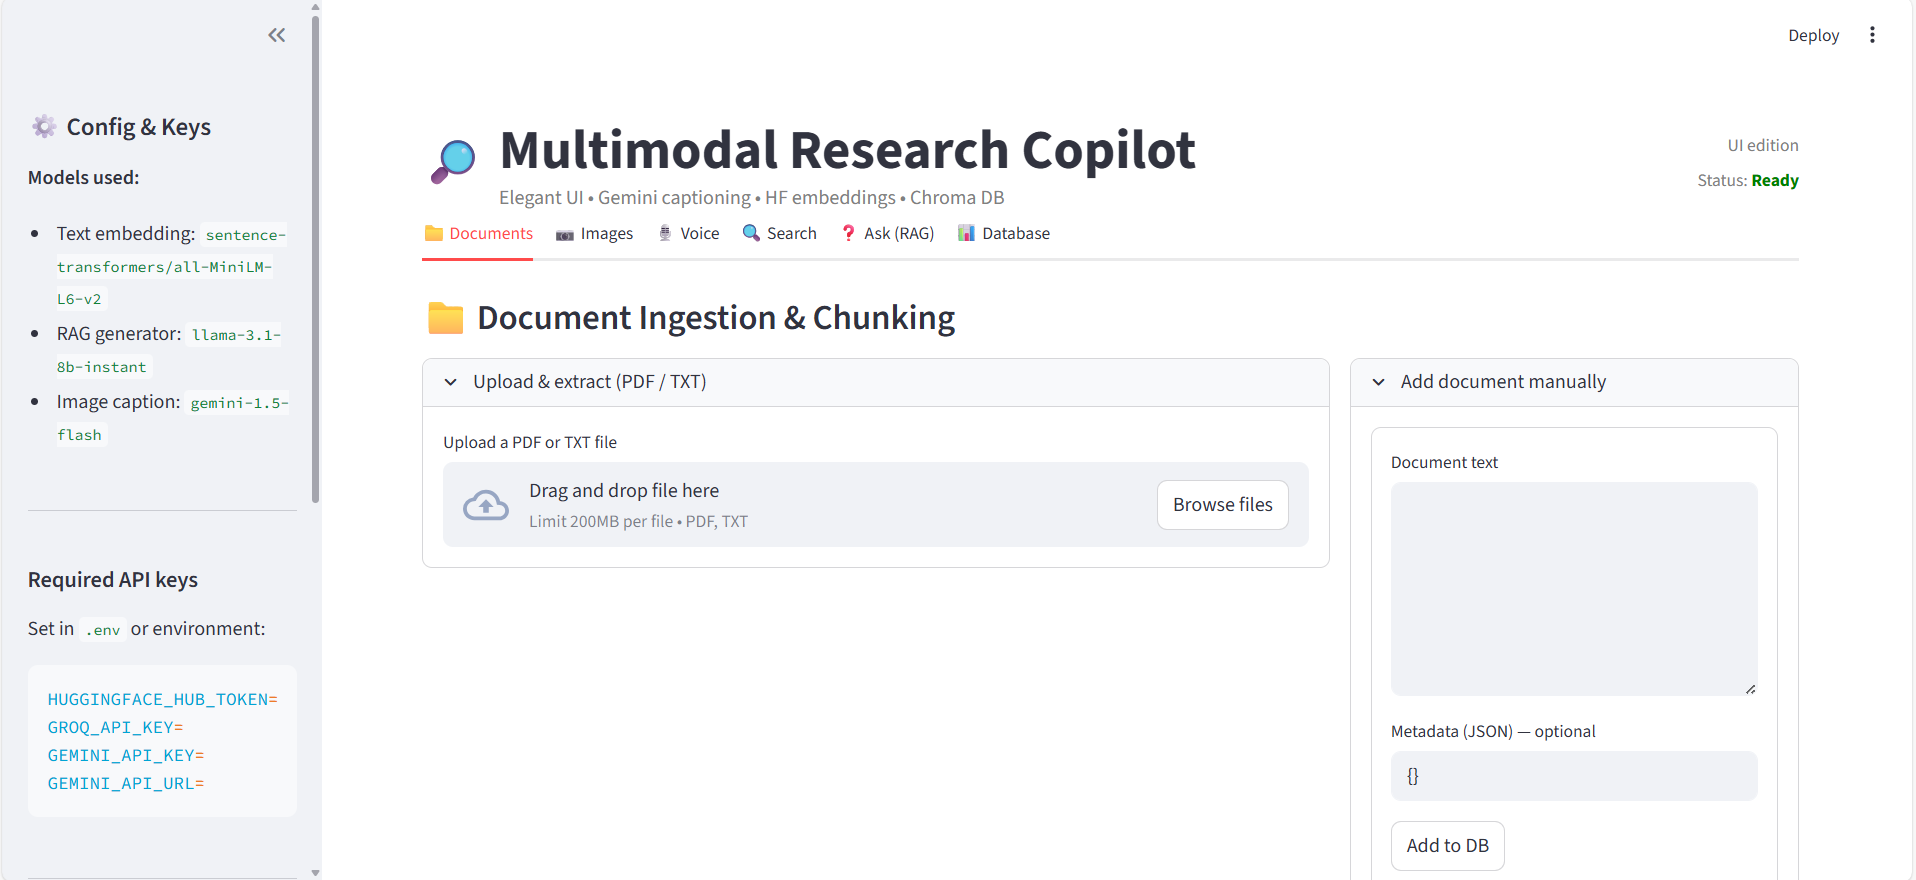 Config & Keys
Models used:
Text embedding: sentence-
transformers/all-MiniLM-
L6-v2
RAG generator: llama-3.1-
8b-instant
Image caption: gemini-1.5-
flash
Required API keys
Set in .env or environment:
HUGGINGFACE_HUB_TOKEN=
GROQ_API_KEY=
GEMINI_API_KEY=
GEMINI_API_URL=
Deploy
Multimodal Research Copilot
Elegant UI • Gemini captioning • HF embeddings • Chroma DB
UI edition
Status: Ready
Documents Images Voice Search Ask (RAG) Database
Document Ingestion & Chunking
Upload & extract (PDF / TXT)
Upload a PDF or TXT file
Drag and drop file here
Limit 200MB per file • PDF, TXT
Browse files
Add document manually
Document text
Metadata (JSON) — optional
{}
Add to DB